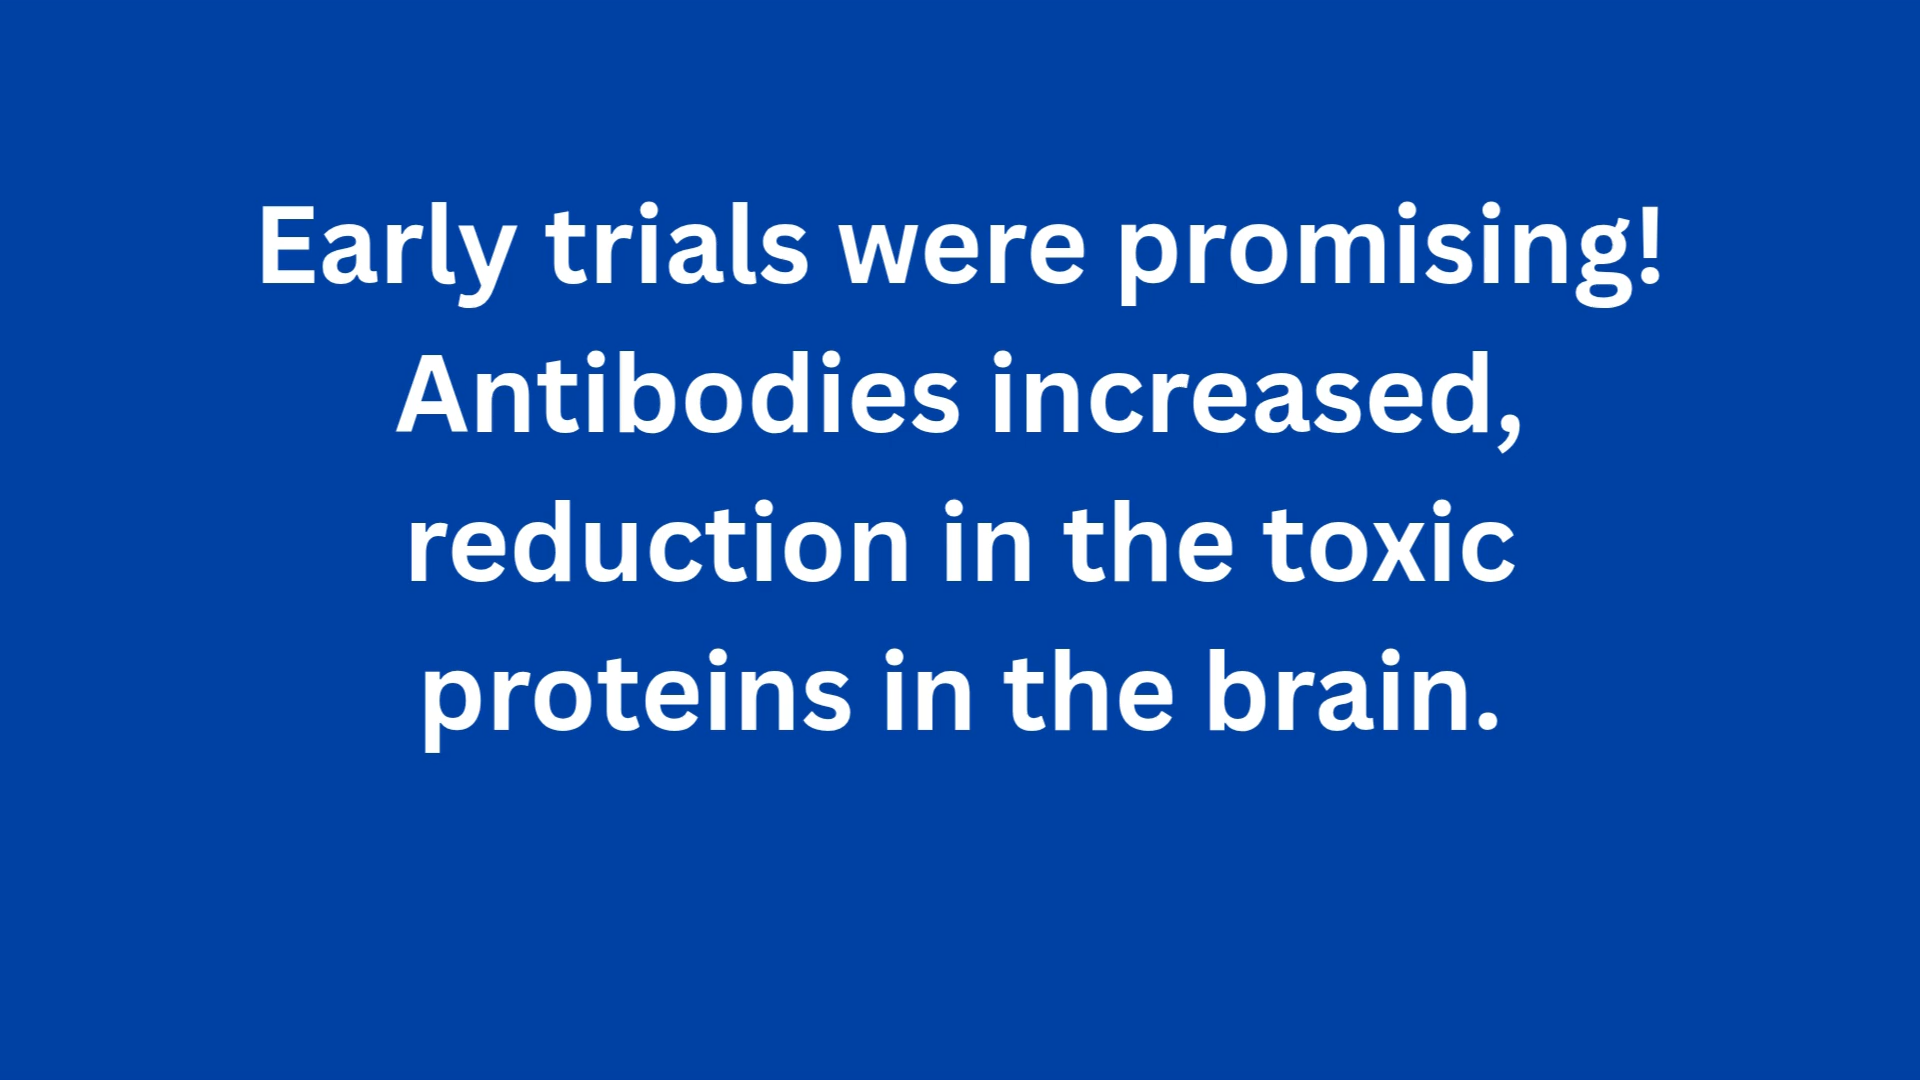 Early trials were promising!
Antibodies increased,
reduction in the toxic
proteins in the brain.